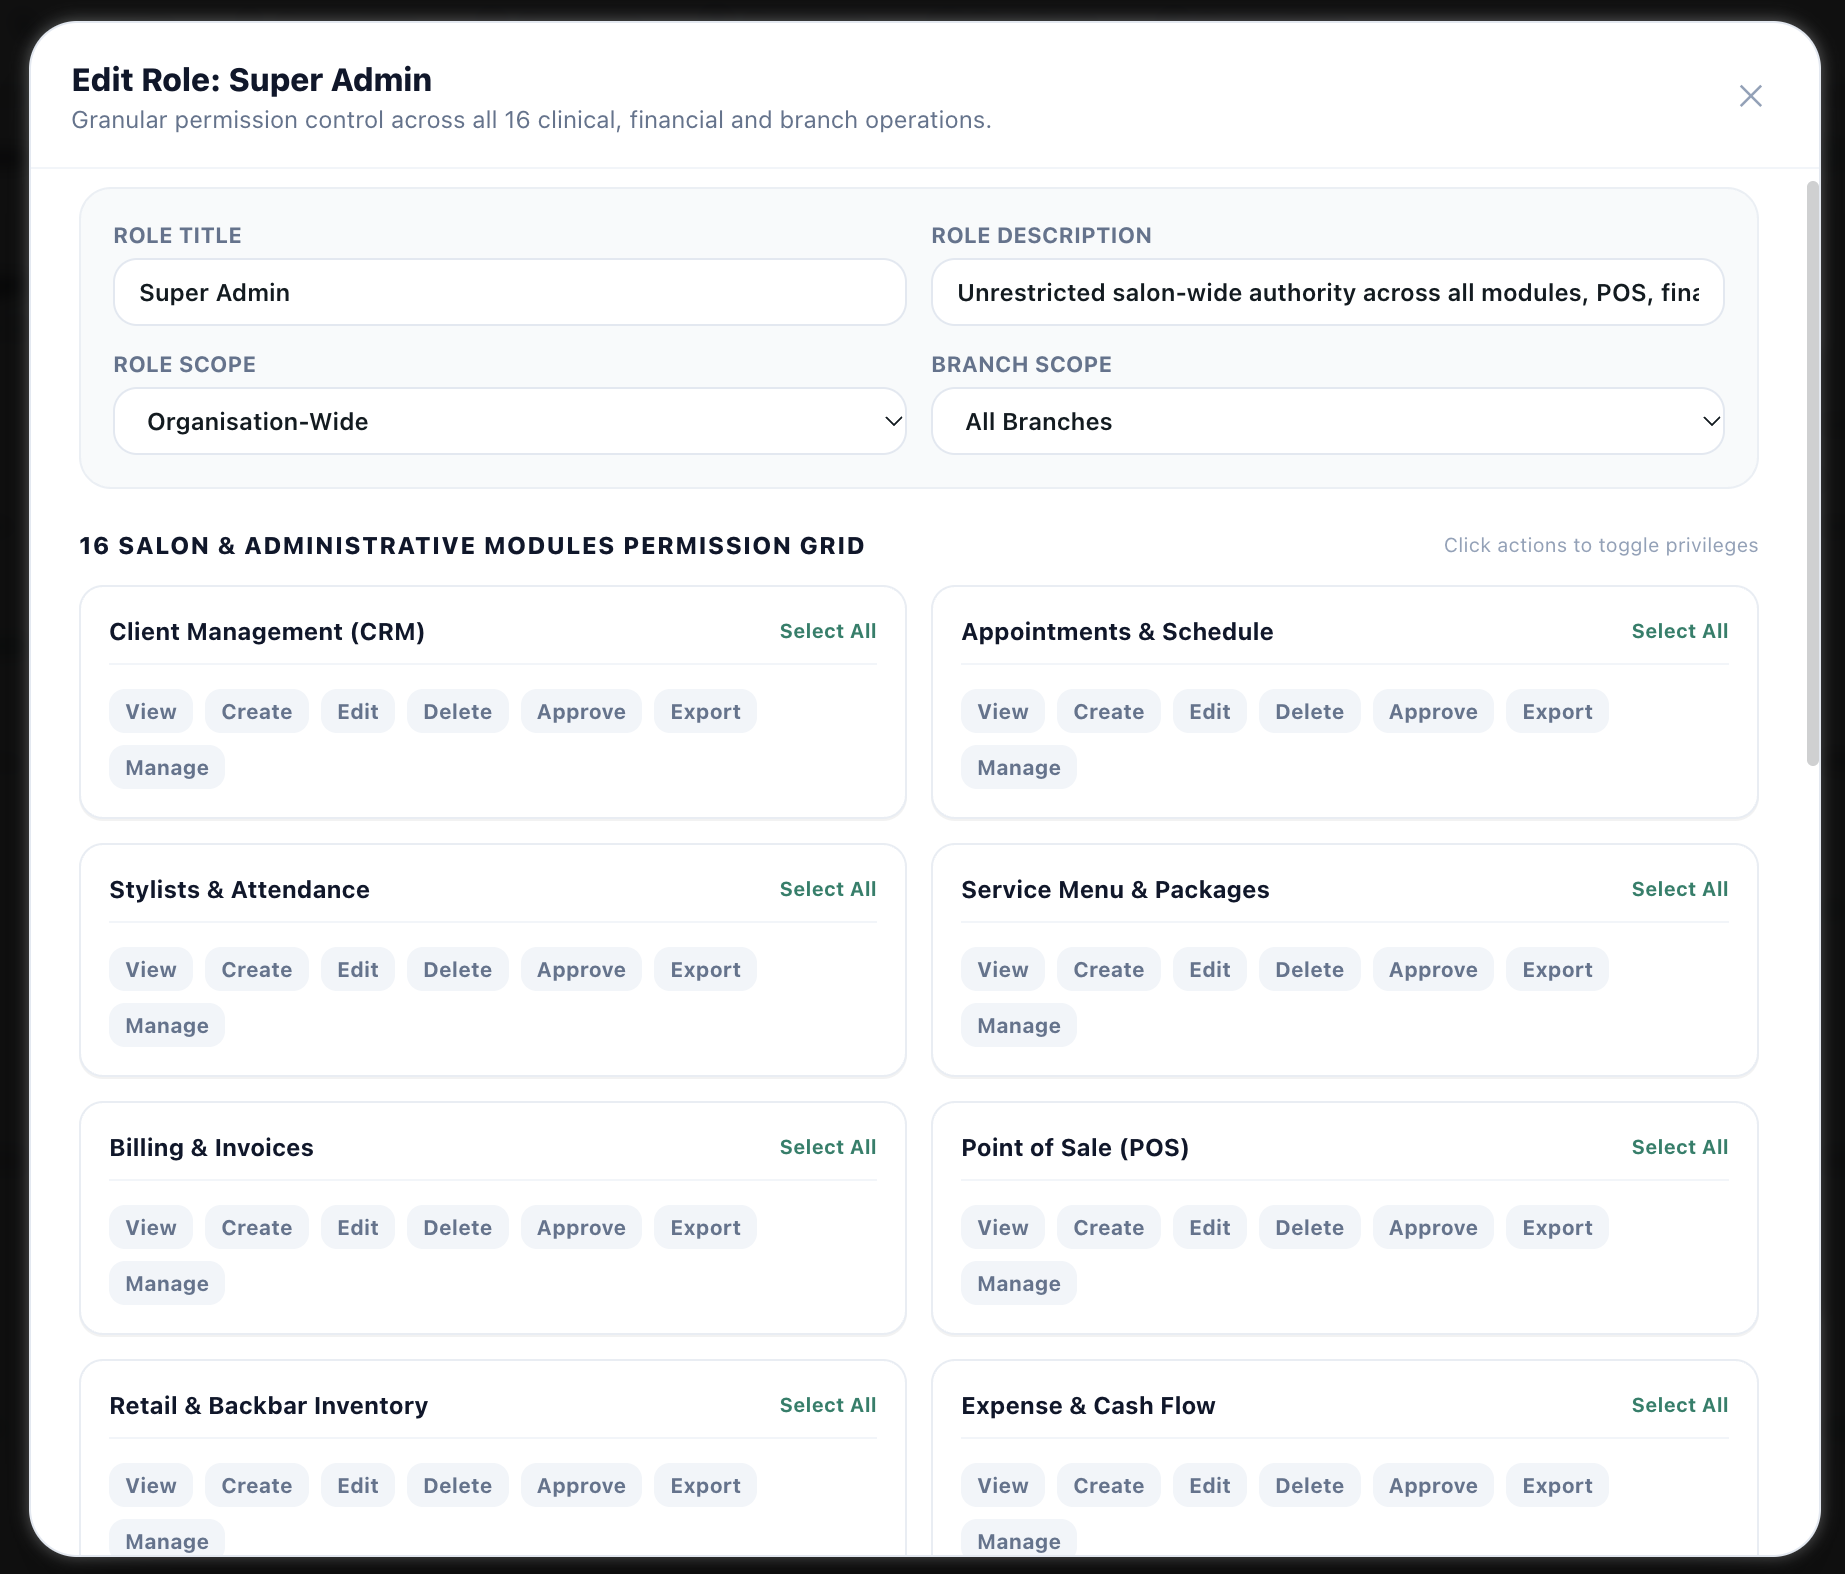 Edit Role: Super Admin
Granular permission control across all 16 clinical, financial and branch operations.
ROLE TITLE
Super Admin
ROLE DESCRIPTION
Unrestricted salon-wide authority across all modules, POS, fina
ROLE SCOPE
Organisation-Wide
BRANCH SCOPE
All Branches
16 SALON & ADMINISTRATIVE MODULES PERMISSION GRID
Click actions to toggle privileges
Client Management (CRM) Select All
View Create Edit Delete Approve Export
Manage
Appointments & Schedule Select All
View Create Edit Delete Approve Export
Manage
Stylists & Attendance Select All
View Create Edit Delete Approve Export
Manage
Service Menu & Packages Select All
View Create Edit Delete Approve Export
Manage
Billing & Invoices Select All
View Create Edit Delete Approve Export
Manage
Point of Sale (POS) Select All
View Create Edit Delete Approve Export
Manage
Retail & Backbar Inventory Select All
View Create Edit Delete Approve Export
Manage
Expense & Cash Flow Select All
View Create Edit Delete Approve Export
Manage